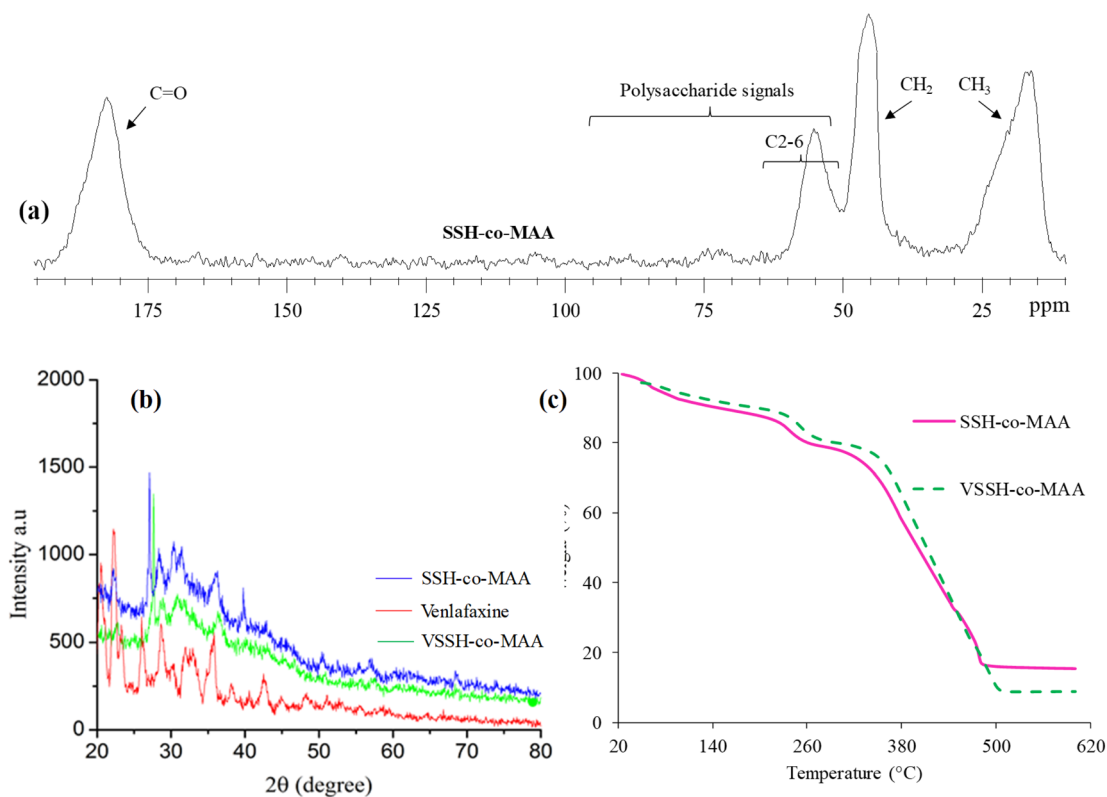 C=O
Polysaccharide signals
CH₂
CH₃
C2-6
(a)
SSH-co-MAA
175 150 125 100 75 50 25 ppm
(b)
2000
1500
1000
500
0
Intensity a.u
SSH-co-MAA
Venlafaxine
VSSH-co-MAA
20 30 40 50 60 70 80
2θ (degree)
(c)
100
80
60
40
20
0
SSH-co-MAA
VSSH-co-MAA
20 140 260 380 500 620
Temperature (°C)